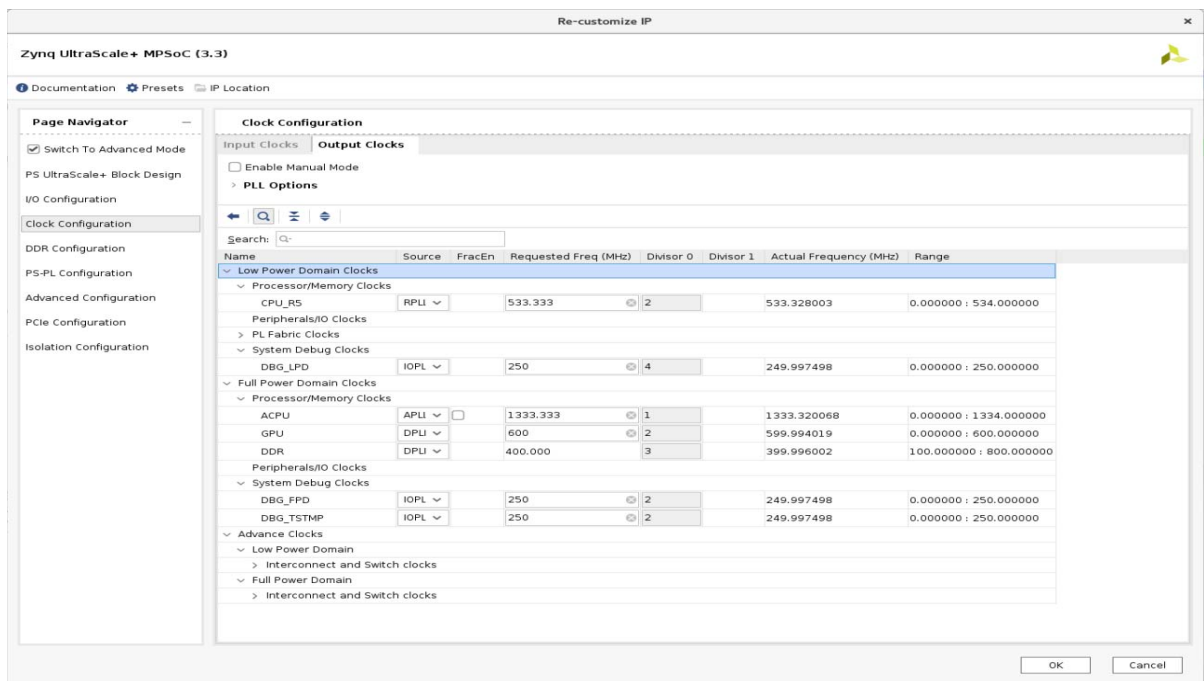 Re-customize IP
Zynq UltraScale+ MPSoC (3.3)
Documentation Presets IP Location
Page Navigator
Switch To Advanced Mode
PS UltraScale+ Block Design
I/O Configuration
Clock Configuration
DDR Configuration
PS-PL Configuration
Advanced Configuration
PCIe Configuration
Isolation Configuration
Clock Configuration
Input Clocks Output Clocks
Enable Manual Mode
PLL Options
Search:
Name Source FracEn Requested Freq (MHz) Divisor 0 Divisor 1 Actual Frequency (MHz) Range
Low Power Domain Clocks
Processor/Memory Clocks
CPU_R5 RPLI 533.333 2 533.328003 0.000000 : 534.000000
Peripherals/IO Clocks
PL Fabric Clocks
System Debug Clocks
DBG_LPD IOPL 250 4 249.997498 0.000000 : 250.000000
Full Power Domain Clocks
Processor/Memory Clocks
ACPU APLI 1333.333 1 1333.320068 0.000000 : 1334.000000
GPU DPLI 600 2 599.994019 0.000000 : 600.000000
DDR DPLI 400.000 3 399.996002 100.000000 : 800.000000
Peripherals/IO Clocks
System Debug Clocks
DBG_FPD IOPL 250 2 249.997498 0.000000 : 250.000000
DBG_TSTMP IOPL 250 2 249.997498 0.000000 : 250.000000
Advance Clocks
Low Power Domain
Interconnect and Switch clocks
Full Power Domain
Interconnect and Switch clocks
OK Cancel